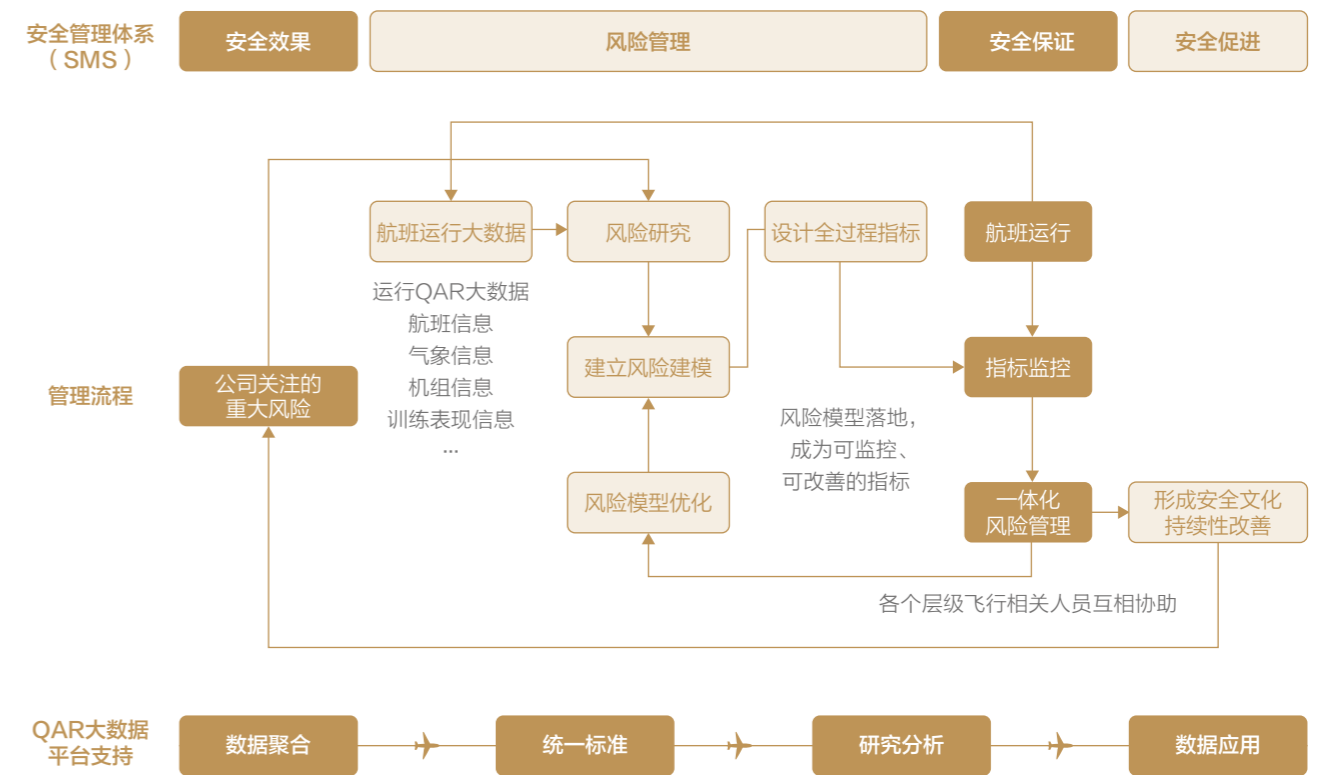 安全管理体系
（SMS）
安全效果
风险管理
安全保证
安全促进
航班运行大数据
风险研究
设计全过程指标
航班运行
运行QAR大数据
航班信息
气象信息
机组信息
训练表现信息
...
管理流程
公司关注的
重大风险
建立风险建模
指标监控
风险模型落地，
成为可监控、
可改善的指标
风险模型优化
一体化
风险管理
形成安全文化
持续性改善
各个层级飞行相关人员互相协助
QAR大数据
平台支持
数据聚合
统一标准
研究分析
数据应用